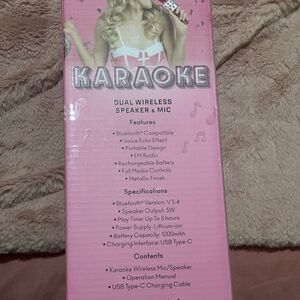 KARAOKE
DUAL WIRELESS
SPEAKER & MIC
Features
• Bluetooth® Compatible
• Voice Echo Effect
• Portable Design
• FM Radio
• Rechargeable Battery
• Full Media Controls
• Metallic Finish
Specifications
• Bluetooth® Version: V 5.4
• Speaker Output: 5W
• Play Time: Up To 3 hours
• Power Supply: Lithium-ion
• Battery Capacity: 1200mAh
• Charging Interface: USB Type-C
Contents
• Karaoke Wireless Mic/Speaker
• Operation Manual
• USB Type-C Charging Cable